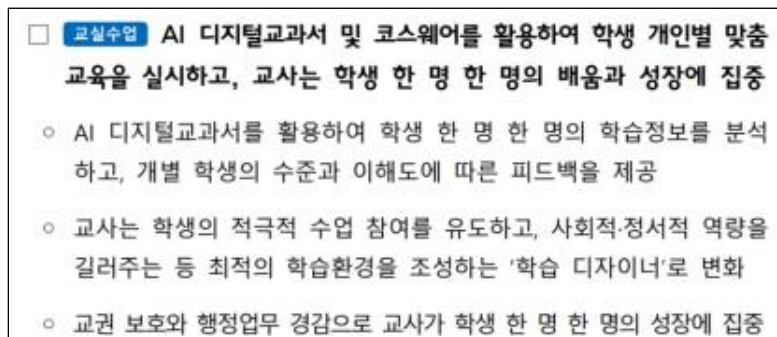 □ 교실수업 AI 디지털교과서 및 코스웨어를 활용하여 학생 개인별 맞춤
교육을 실시하고, 교사는 학생 한 명 한 명의 배움과 성장에 집중
○ AI 디지털교과서를 활용하여 학생 한 명 한 명의 학습정보를 분석
하고, 개별 학생의 수준과 이해도에 따른 피드백을 제공
○ 교사는 학생의 적극적 수업 참여를 유도하고, 사회적·정서적 역량을
길러주는 등 최적의 학습환경을 조성하는 '학습 디자이너'로 변화
○ 교권 보호와 행정업무 경감으로 교사가 학생 한 명 한 명의 성장에 집중